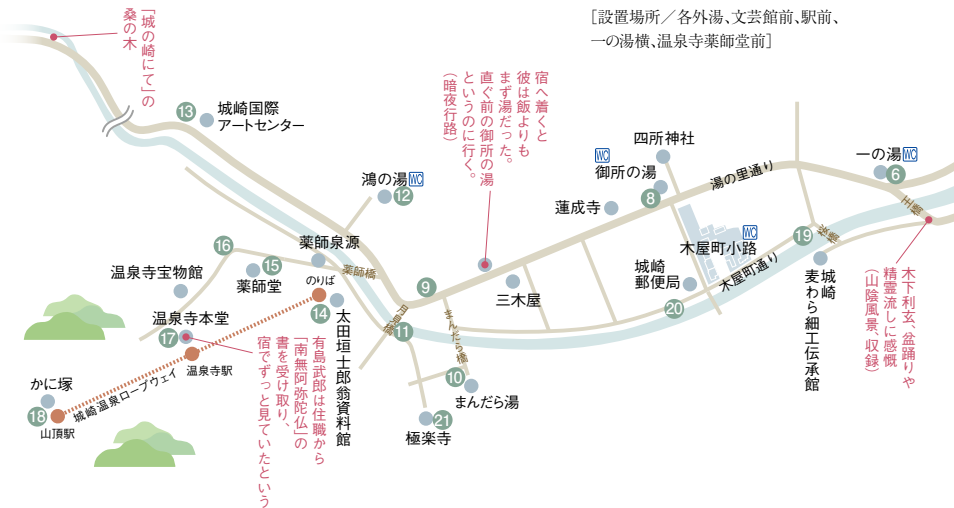 ［設置場所／各外湯、文芸館前、駅前、
一の湯横、温泉寺薬師堂前］
「城の崎にて」の
桑の木
13
城崎国際
アートセンター
宿へ着くと
彼は飯よりも
まず湯だった。
直ぐ前の御所の湯
というのに行く。
（暗夜行路）
四所神社
WC
御所の湯
8
蓮成寺
湯の里通り
一の湯 WC
6
王橋
鴻の湯 WC
12
木屋町小路
WC
木屋町通り
19
桜橋
城崎
麦わら細工伝承館
城崎
郵便局
20
木下利玄、盆踊りや
精霊流しに感慨
（山陰風景、収録）
薬師泉源
薬師橋
16
15
薬師堂
温泉寺宝物館
のりば
14
太田垣士郎翁資料館
9
三木屋
11
まんだら橋
10
まんだら湯
21
極楽寺
温泉寺本堂
17
温泉寺駅
城崎温泉ロープウェイ
かに塚
18
山頂駅
有島武郎は住職から
「南無阿弥陀仏」の
書を受け取り、
宿でずっと見ていたという